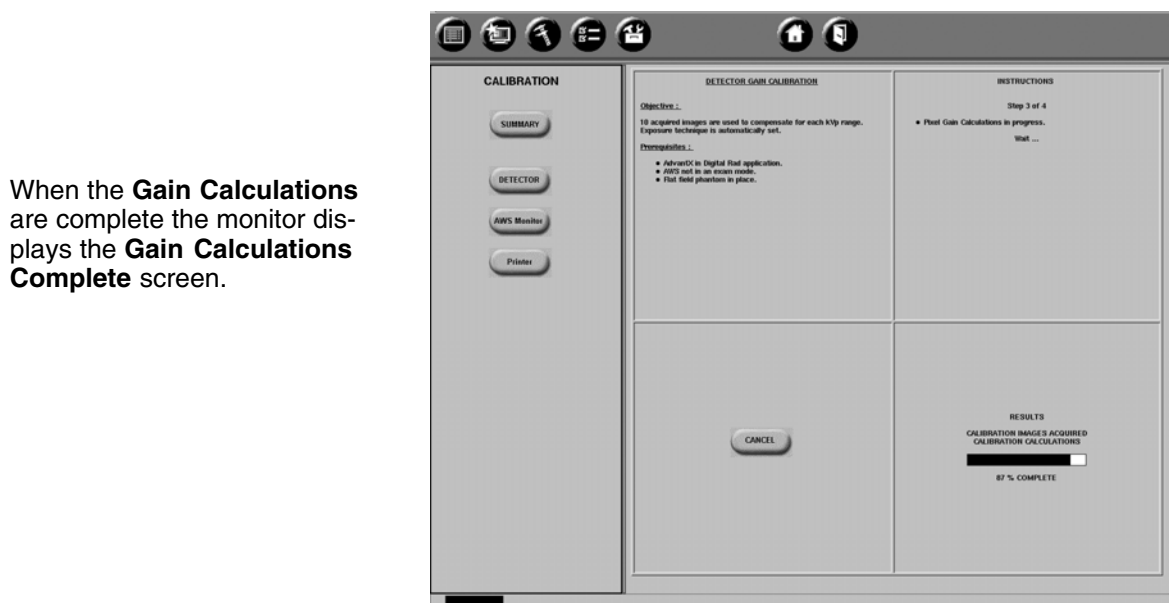 When the Gain Calculations
are complete the monitor dis-
plays the Gain Calculations
Complete screen.
CALIBRATION
SUMMARY
DETECTOR
AWS Monitor
Printer
DETECTOR GAIN CALIBRATION
Objective :
10 acquired images are used to compensate for each kVp range.
Exposure technique is automatically set.
Prerequisites :
• AdvantX in Digital Rad application.
• AWS not in an exam mode.
• Flat field phantom in place.
INSTRUCTIONS
Step 3 of 4
• Pixel Gain Calculations in progress.
Wait ...
CANCEL
RESULTS
CALIBRATION IMAGES ACQUIRED
CALIBRATION CALCULATIONS
87 % COMPLETE